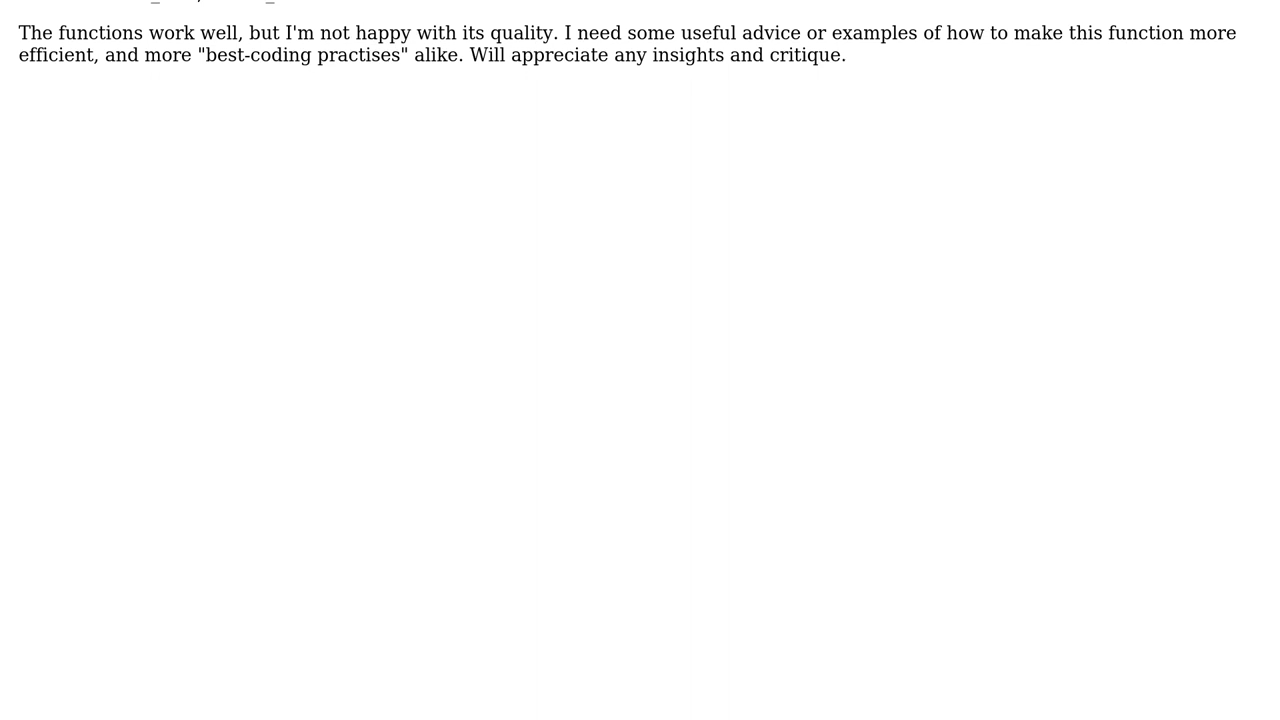 The functions work well, but I'm not happy with its quality. I need some useful advice or examples of how to make this function more
efficient, and more "best-coding practises" alike. Will appreciate any insights and critique.